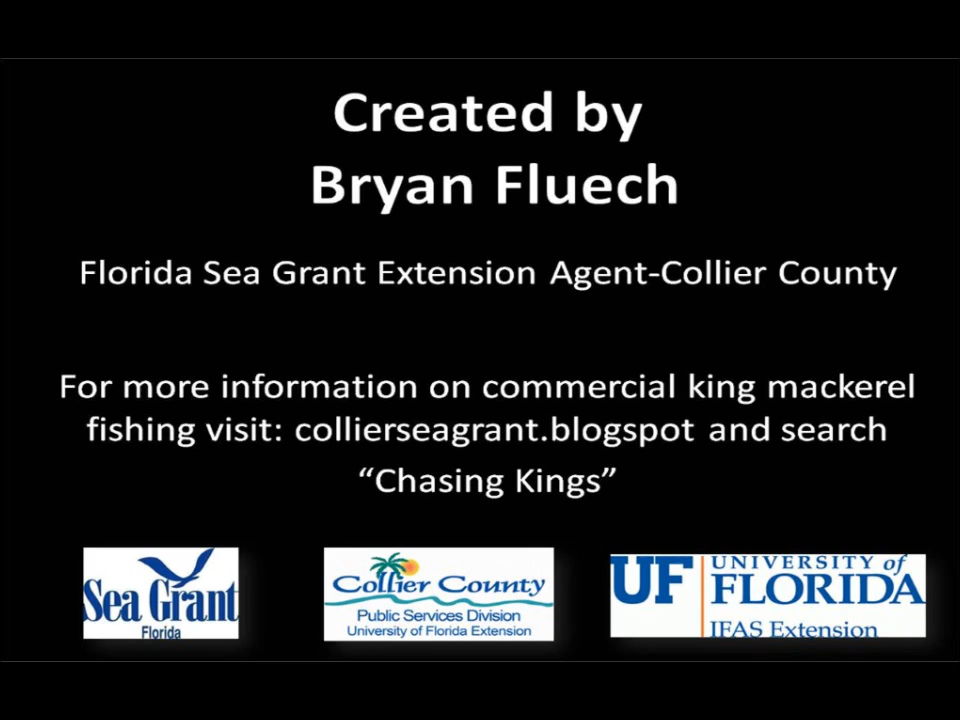 Created by
Bryan Fluech
Florida Sea Grant Extension Agent-Collier County
For more information on commercial king mackerel
fishing visit: collierseagrant.blogspot and search
“Chasing Kings”
Sea Grant
Florida
Collier County
Public Services Division
University of Florida Extension
UF UNIVERSITY of
FLORIDA
IFAS Extension